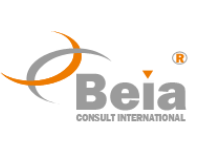 ®
Beia
CONSULT INTERNATIONAL